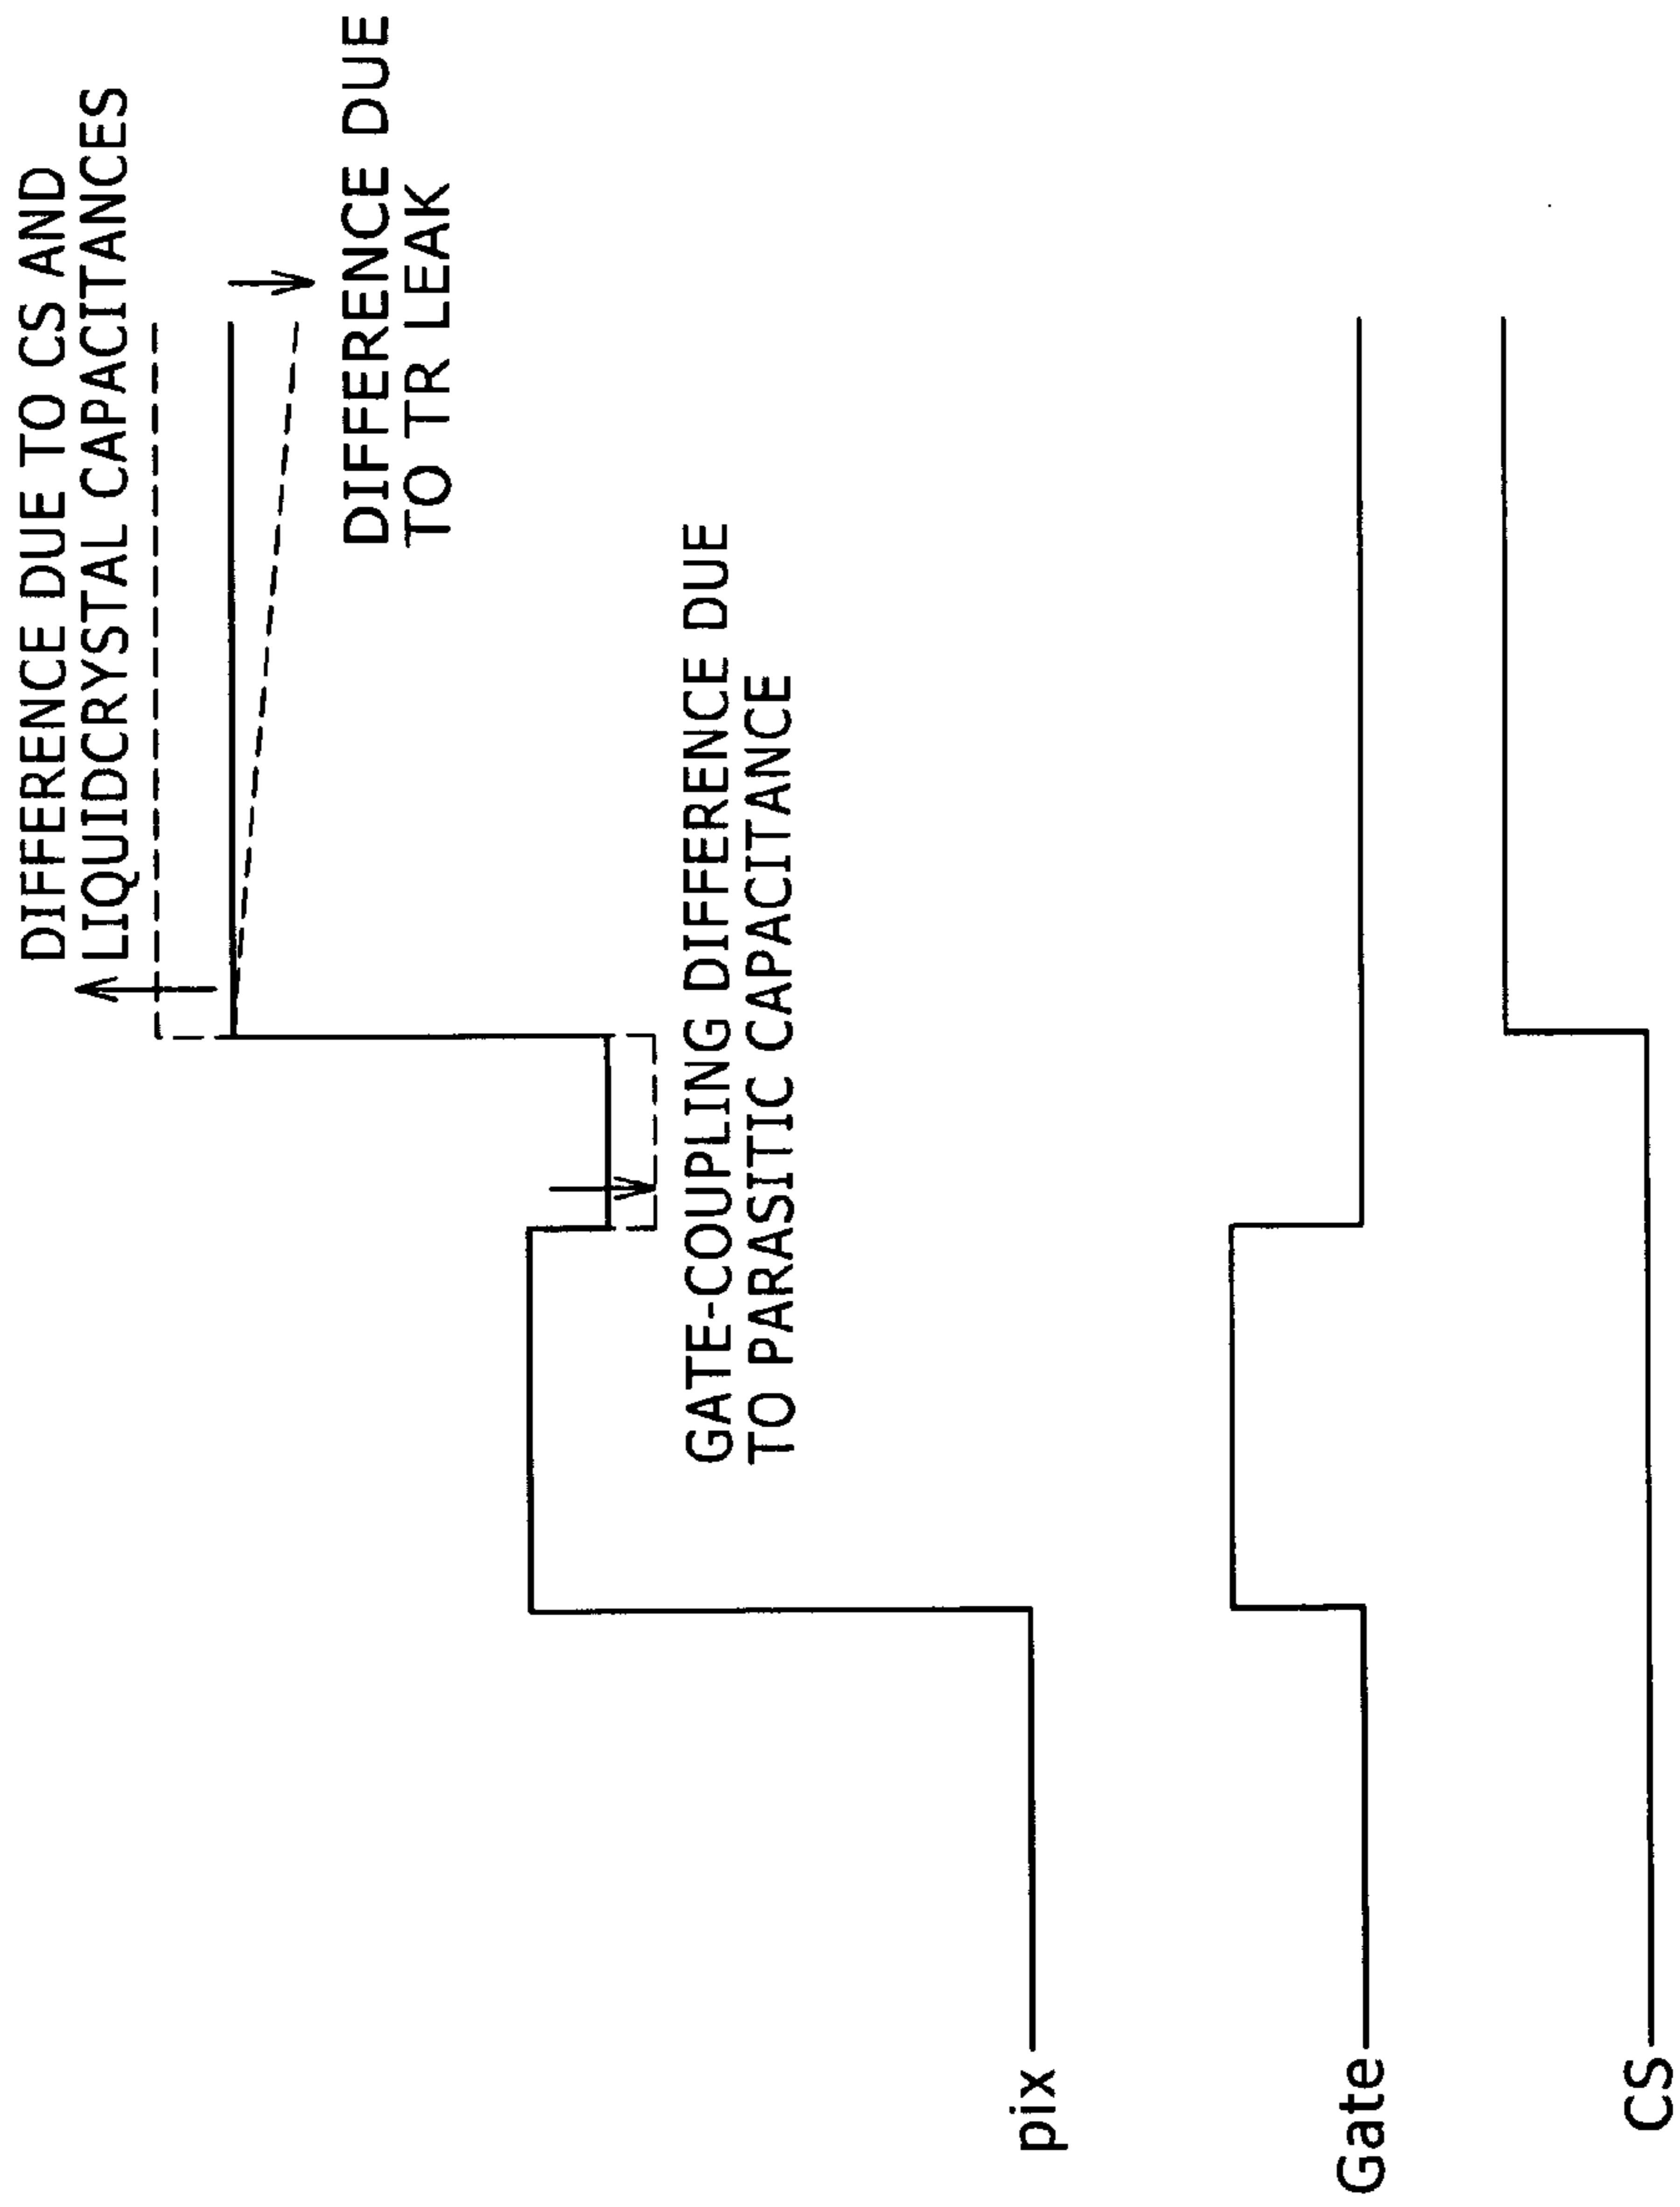 DIFFERENCE DUE TO CS AND
LIQUIDCRYSTAL CAPACITANCES
DIFFERENCE DUE
TO TR LEAK
GATE-COUPLING DIFFERENCE DUE
TO PARASITIC CAPACITANCE
pix
Gate
CS